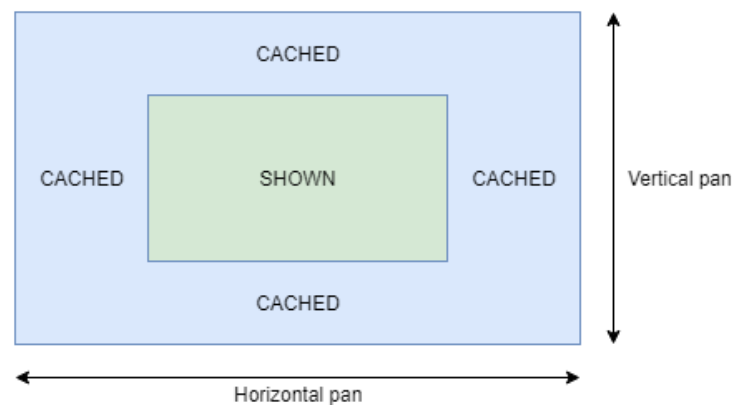 CACHED
CACHED
SHOWN
CACHED
Vertical pan
CACHED
Horizontal pan